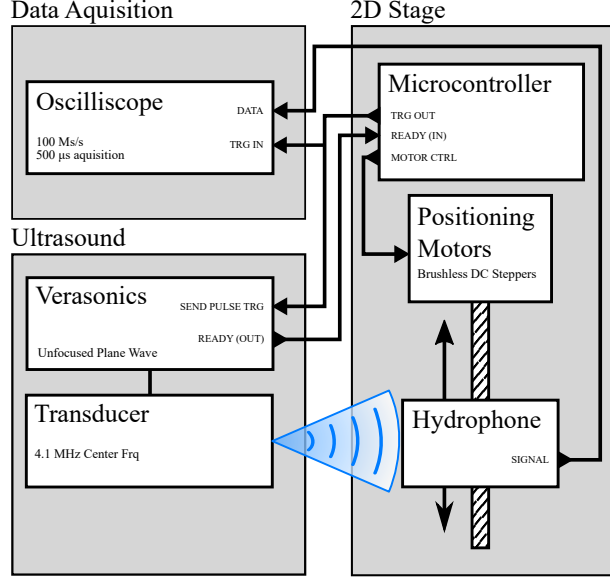 Data Aquisition
Oscilliscope
DATA
100 Ms/s
500 μs aquisition
TRG IN
2D Stage
Microcontroller
TRG OUT
READY (IN)
MOTOR CTRL
Positioning
Motors
Brushless DC Steppers
Ultrasound
Verasonics
SEND PULSE TRG
READY (OUT)
Unfocused Plane Wave
Transducer
4.1 MHz Center Frq
Hydrophone
SIGNAL